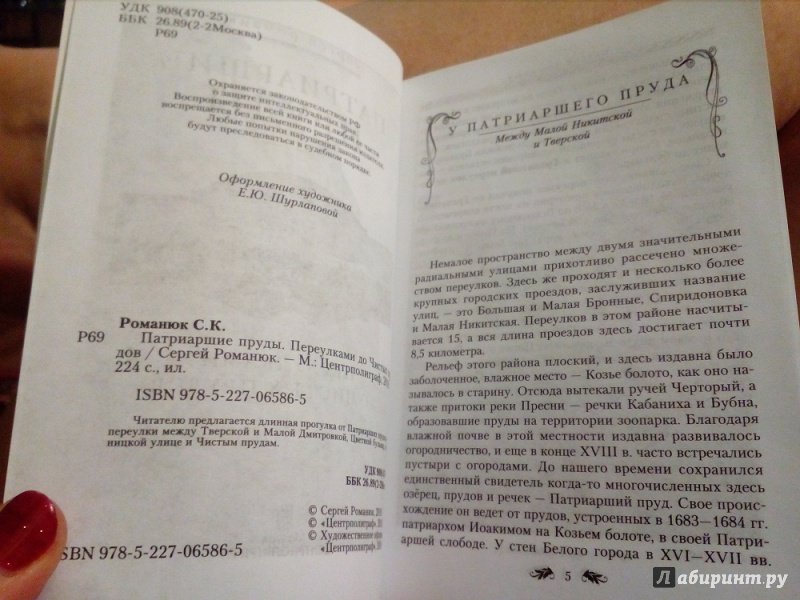 УДК 908(470-25)
ББК 26.89(2-2Москва)
Р69
Охраняется законодательством РФ
о защите интеллектуальных прав.
Воспроизведение всей книги или любой ее части
воспрещается без письменного разрешения издателя.
Любые попытки нарушения закона
будут преследоваться в судебном порядке.
Оформление художника
Е.Ю. Шурлаповой
Романюк С.К.
Р69 Патриаршие пруды. Переулками до Чистых
дов / Сергей Романюк. — М.: Центрполиграф, 20
224 с., ил.
ISBN 978-5-227-06586-5
Читателю предлагается длинная прогулка от Патриарших
переулки между Тверской и Малой Дмитровкой, Цветной
ницкой улице и Чистым прудам.
УДК 908
ББК 26.89(2-2
© Сергей Романюк, 20
© «Центрполиграф», 20
© Художественное
«Центрполиграф», 20
ISBN 978-5-227-06586-5
У ПАТРИАРШЕГО ПРУДА
Между Малой Никитской
и Тверской
Немалое пространство между двумя значительными
радиальными улицами прихотливо рассечено множе-
ством переулков. Здесь же проходят и несколько более
крупных городских проездов, заслуживших название
улиц, — это Большая и Малая Бронные, Спиридоновка
и Малая Никитская. Переулков в этом районе насчиты-
вается 15, а вся длина проездов здесь достигает почти
8,5 километра.
Рельеф этого района плоский, и здесь издавна было
заболоченное, влажное место — Козье болото, как оно на-
зывалось в старину. Отсюда вытекали ручей Черторый, а
также притоки реки Пресни — речки Кабаниха и Бубна,
образовавшие пруды на территории зоопарка. Благодаря
влажной почве в этой местности издавна развивалось
огородничество, и еще в конце XVIII в. часто встречались
пустыри с огородами. До нашего времени сохранился
единственный свидетель когда-то многочисленных здесь
озёрец, прудов и речек — Патриарший пруд. Свое проис-
хождение он ведет от прудов, устроенных в 1683—1684 гг.
патриархом Иоакимом на Козьем болоте, в своей Патри-
аршей слободе. У стен Белого города в XVI—XVII вв.
5
Лабиринт.ру